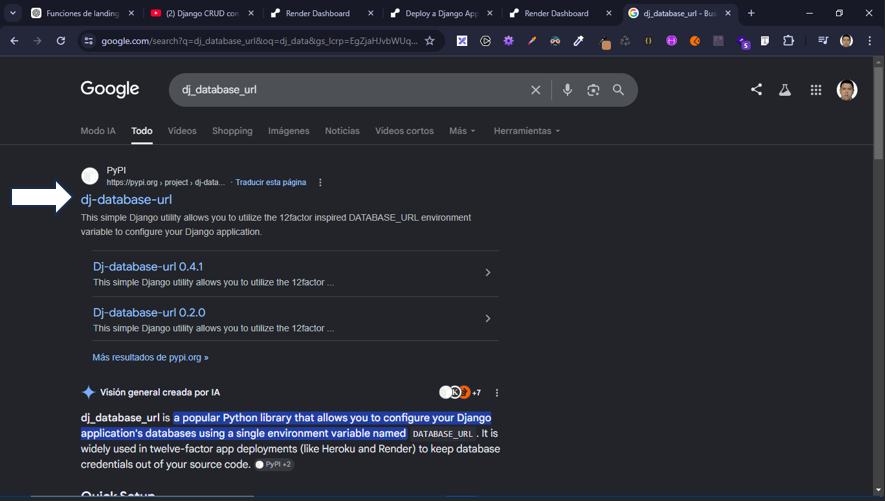 Funciones de landing
(2) Django CRUD con
Render Dashboard
Deploy a Django App
Render Dashboard
dj_database_url - Bus
google.com/search?q=dj_database_url&oq=dj_data&gs_lcrp=EgZjaHJvbWUq...
Google
dj_database_url
Modo IA Todo Vídeos Shopping Imágenes Noticias Vídeos cortos Más Herramientas
PyPI
https://pypi.org › project › dj-data... · Traducir esta página
dj-database-url
This simple Django utility allows you to utilize the 12factor inspired DATABASE_URL environment
variable to configure your Django application.
Dj-database-url 0.4.1
This simple Django utility allows you to utilize the 12factor ...
Dj-database-url 0.2.0
This simple Django utility allows you to utilize the 12factor ...
Más resultados de pypi.org »
Visión general creada por IA
+7
dj_database_url is a popular Python library that allows you to configure your Django
application's databases using a single environment variable named DATABASE_URL. It is
widely used in twelve-factor app deployments (like Heroku and Render) to keep database
credentials out of your source code. PyPI +2
Quick Setup